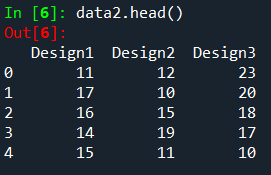 In [6]: data2.head()
Out[6]:
   Design1  Design2  Design3
0       11       12       23
1       17       10       20
2       16       15       18
3       14       19       17
4       15       11       10